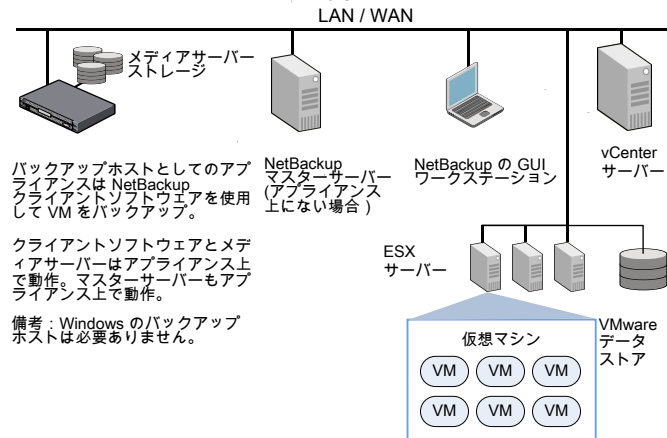 LAN / WAN
メディアサーバー
ストレージ
バックアップホストとしてのアプ
ライアンスは NetBackup
クライアントソフトウェアを使用
して VM をバックアップ。
クライアントソフトウェアとメデ
ィアサーバーはアプライアンス上
で動作。マスターサーバーもアプ
ライアンス上で動作。
備考：Windows のバックアップ
ホストは必要ありません。
NetBackup
マスターサーバー
(アプライアンス
上にない場合 )
NetBackup の GUI
ワークステーション
vCenter
サーバー
ESX
サーバー
VMware
データ
ストア
仮想マシン
VM VM VM
VM VM VM